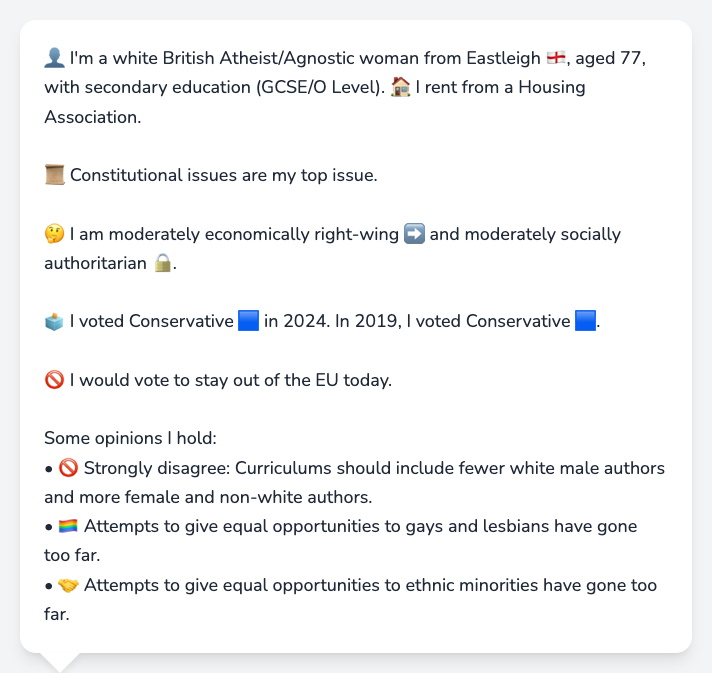 👤 I'm a white British Atheist/Agnostic woman from Eastleigh 🏴󠁧󠁢󠁥󠁮󠁧󠁿, aged 77,
with secondary education (GCSE/O Level). 🏠 I rent from a Housing
Association.
📜 Constitutional issues are my top issue.
🤔 I am moderately economically right-wing ➡️ and moderately socially
authoritarian 🔒.
🗳️ I voted Conservative 🟦 in 2024. In 2019, I voted Conservative 🟦.
🚫 I would vote to stay out of the EU today.
Some opinions I hold:
• 🚫 Strongly disagree: Curriculums should include fewer white male authors
and more female and non-white authors.
• 🏳️‍🌈 Attempts to give equal opportunities to gays and lesbians have gone
too far.
• 🤝 Attempts to give equal opportunities to ethnic minorities have gone too
far.